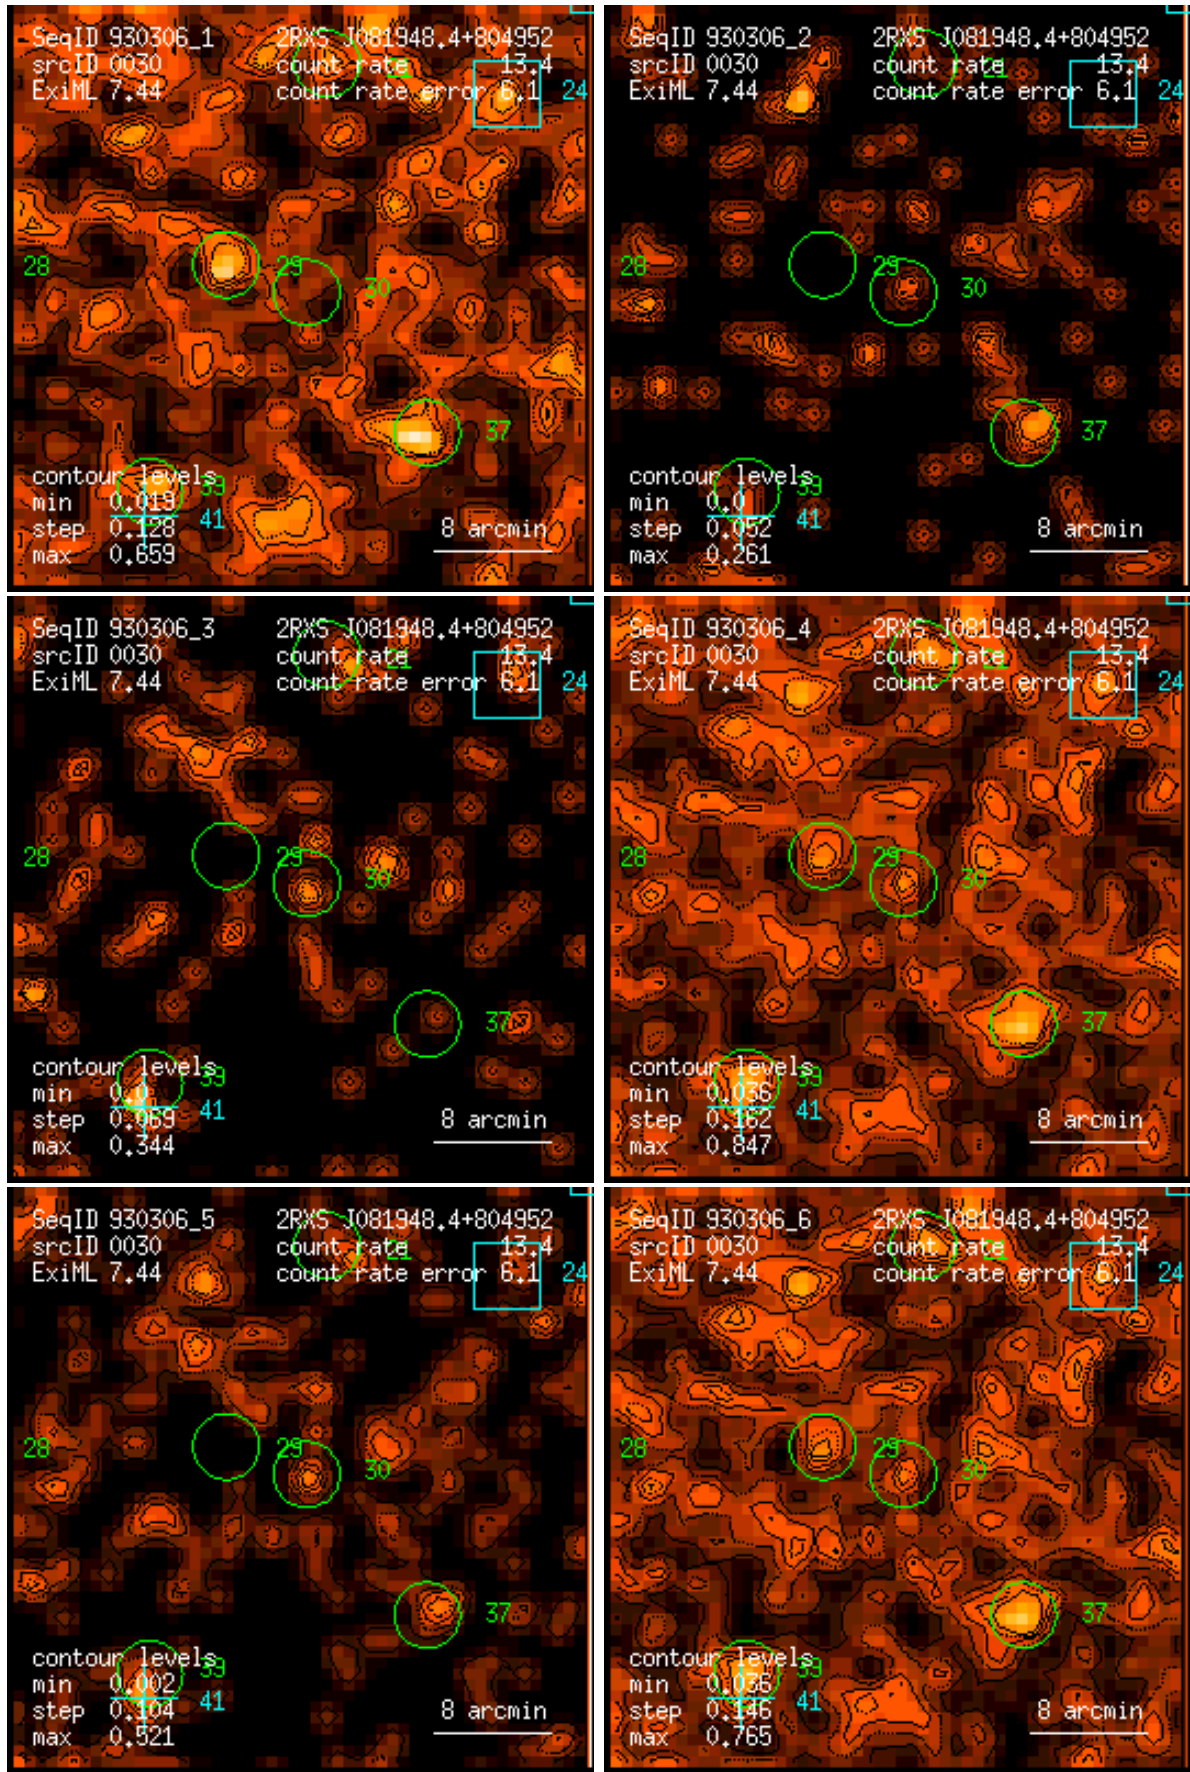 SeqID 930306_1 2RXS J081948.4+804952
srcID 0030 count rate 13.4
ExiML 7.44 count rate error 6.1
21
24
28
29
30
37
contour levels
39
min 0.019
41
step 0.128
8 arcmin
max 0.659
SeqID 930306_2 2RXS J081948.4+804952
srcID 0030 count rate 13.4
ExiML 7.44 count rate error 6.1
21
24
28
29
30
37
contour levels
39
min 0.0
41
step 0.052
8 arcmin
max 0.261
SeqID 930306_3 2RXS J081948.4+804952
srcID 0030 count rate 13.4
ExiML 7.44 count rate error 6.1
21
24
28
29
30
37
contour levels
39
min 0.0
41
step 0.069
8 arcmin
max 0.344
SeqID 930306_4 2RXS J081948.4+804952
srcID 0030 count rate 13.4
ExiML 7.44 count rate error 6.1
21
24
28
29
30
37
contour levels
39
min 0.036
41
step 0.162
8 arcmin
max 0.847
SeqID 930306_5 2RXS J081948.4+804952
srcID 0030 count rate 13.4
ExiML 7.44 count rate error 6.1
21
24
28
29
30
37
contour levels
39
min 0.002
41
step 0.104
8 arcmin
max 0.521
SeqID 930306_6 2RXS J081948.4+804952
srcID 0030 count rate 13.4
ExiML 7.44 count rate error 6.1
21
24
28
29
30
37
contour levels
39
min 0.036
41
step 0.146
8 arcmin
max 0.765